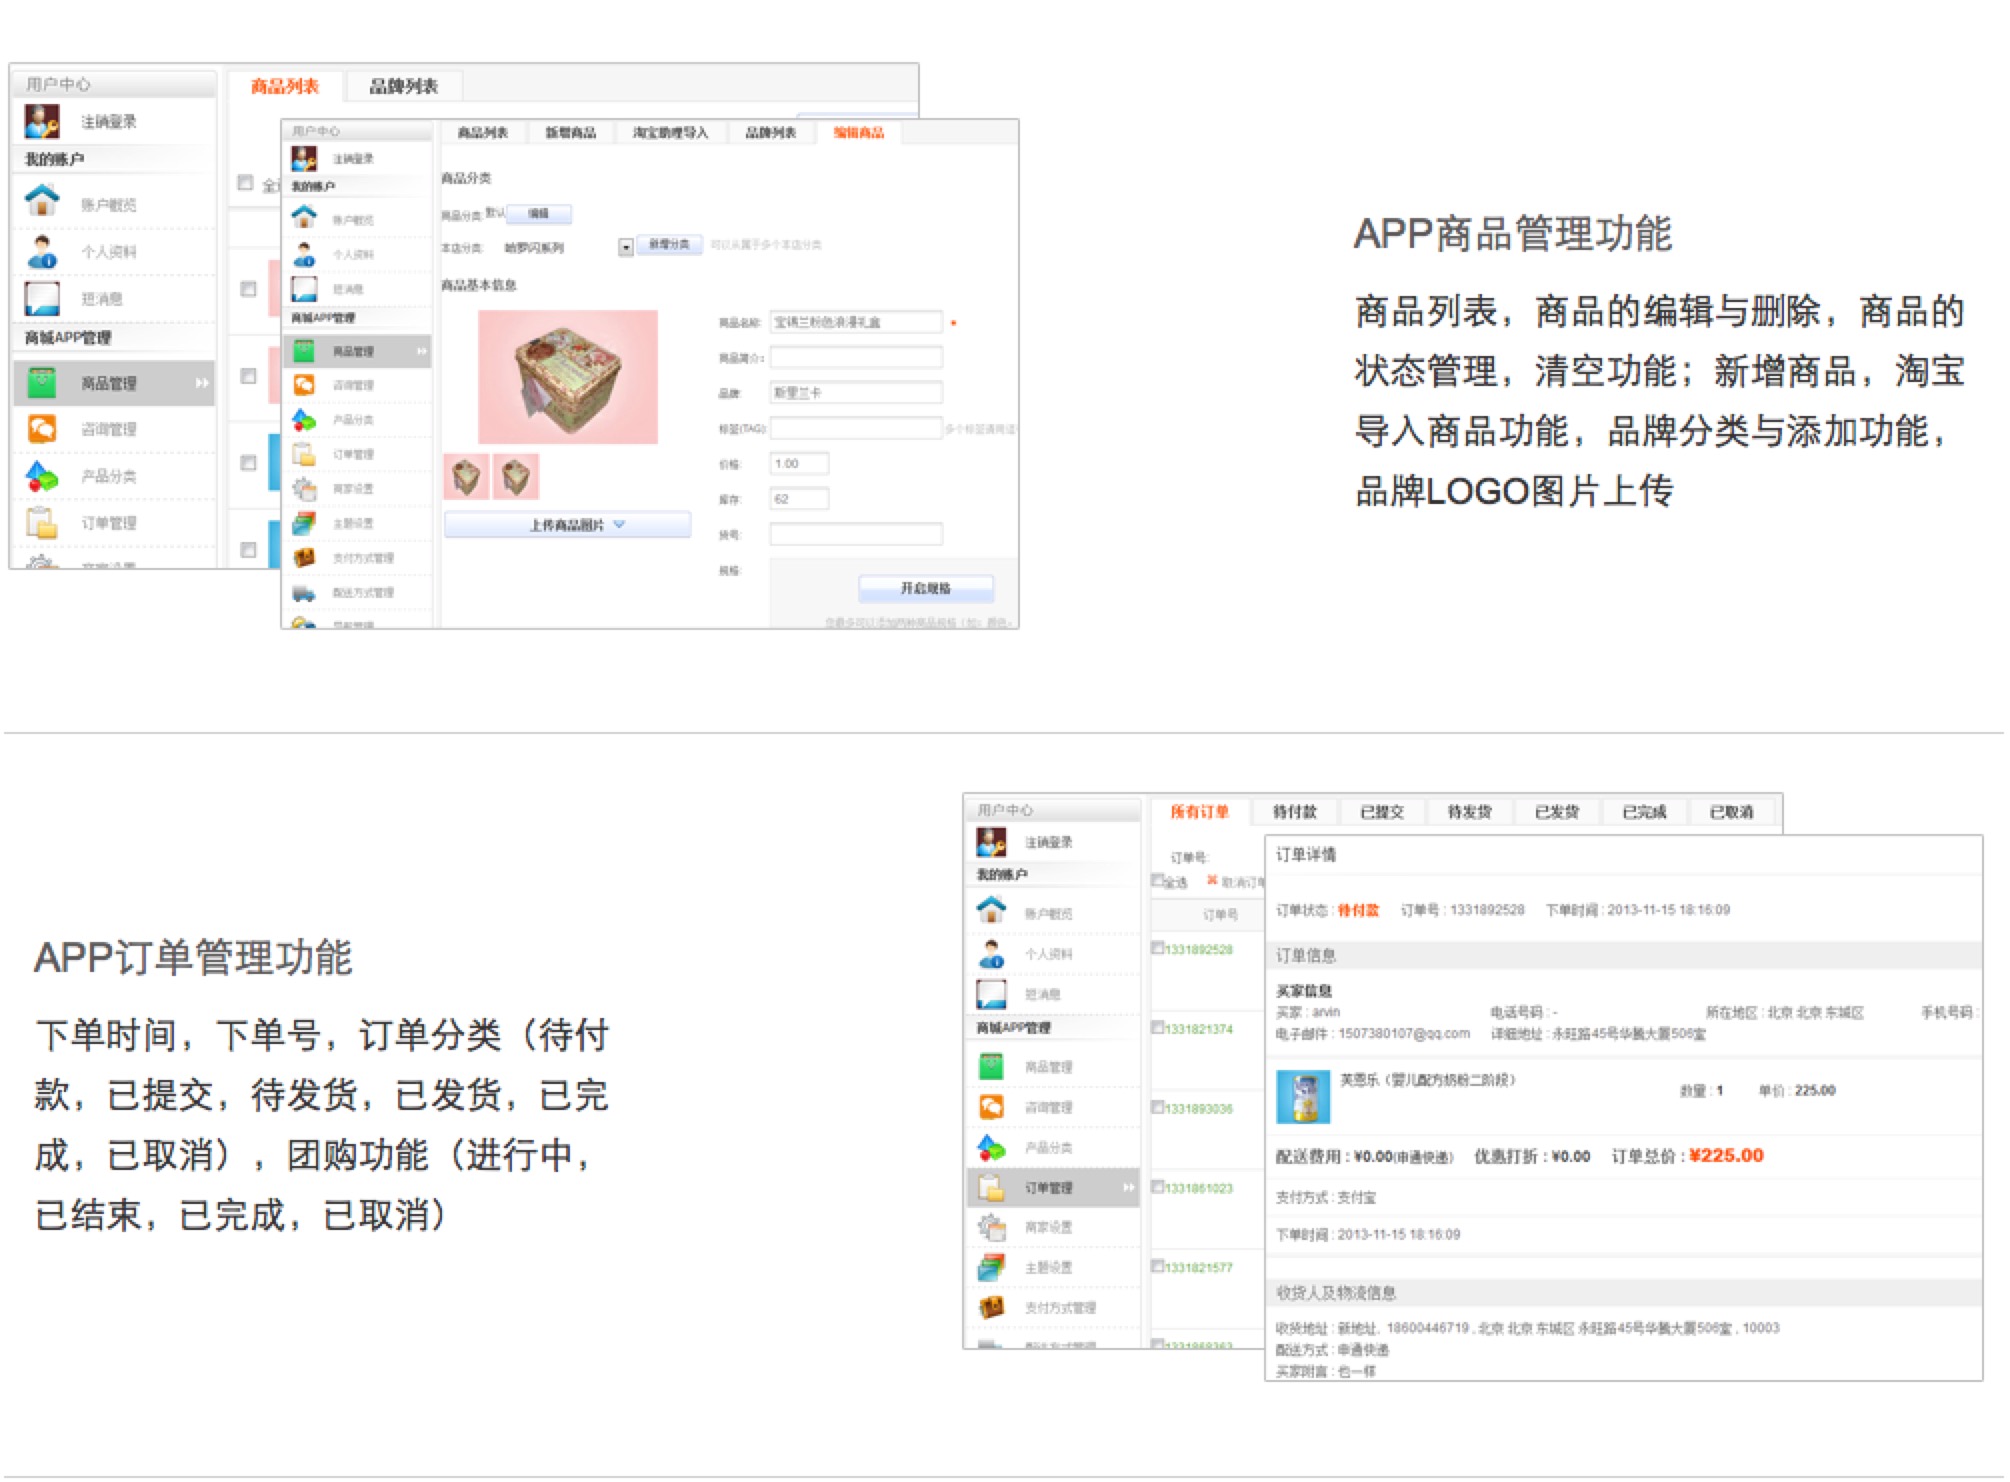 用户中心
注销登录
我的账户
账户概览
个人资料
短消息
商城APP管理
商品管理
咨询管理
产品分类
订单管理
商品列表 品牌列表
用户中心
注销登录
我的账户
账户概览
个人资料
短消息
商城APP管理
商品管理
咨询管理
产品分类
订单管理
商家设置
主题设置
支付方式管理
配送方式管理
商品列表 新增商品 淘宝助理导入 品牌列表 编辑商品
商品分类
商品分类: 默认 编辑
本店分类: 哈罗闪系列 新增分类 可以从属于多个本店分类
商品基本信息
上传商品图片
商品名称:
商品简介:
品牌: 斯里兰卡
标签(TAG):
价格: 1.00
库存: 62
货号:
规格:
开启规格
APP商品管理功能
商品列表，商品的编辑与删除，商品的
状态管理，清空功能；新增商品，淘宝
导入商品功能，品牌分类与添加功能，
品牌LOGO图片上传
APP订单管理功能
下单时间，下单号，订单分类（待付
款，已提交，待发货，已发货，已完
成，已取消），团购功能（进行中，
已结束，已完成，已取消）
用户中心
注销登录
我的账户
账户概览
个人资料
短消息
商城APP管理
商品管理
咨询管理
产品分类
订单管理
商家设置
主题设置
支付方式管理
所有订单 待付款 已提交 待发货 已发货 已完成 已取消
订单号:
全选 取消订单
订单号
1331892528
1331821374
1331893036
1331861023
1331821577
订单详情
订单状态 : 待付款 订单号 : 1331892528 下单时间 : 2013-11-15 18:16:09
订单信息
买家信息
买家 : arvin 电话号码 : - 所在地区 : 北京 北京 东城区 手机号码 :
电子邮件 : 1507380107@qq.com 详细地址 : 永旺路45号华腾大厦506室
芙恩乐（婴儿配方奶粉二阶段）
数量 : 1 单价 : 225.00
配送费用 : ¥0.00(申通快递) 优惠打折 : ¥0.00 订单总价 : ¥225.00
支付方式 : 支付宝
下单时间 : 2013-11-15 18:16:09
收货人及物流信息
收货地址 : 新地址, 18600446719 , 北京 北京 东城区 永旺路45号华腾大厦506室 , 10003
配送方式 : 申通快递
买家附言 : 包一样